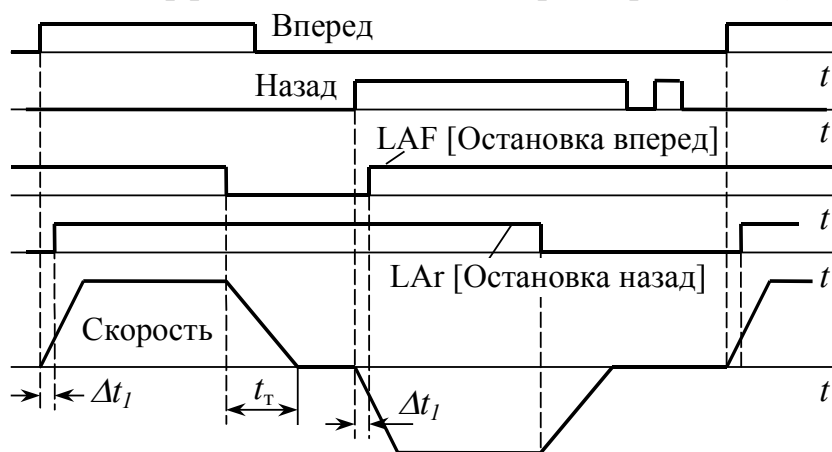 Вперед
t
Назад
t
LAF [Остановка вперед]
t
LAr [Остановка назад]
t
Скорость
t
Δt1
tт
Δt1